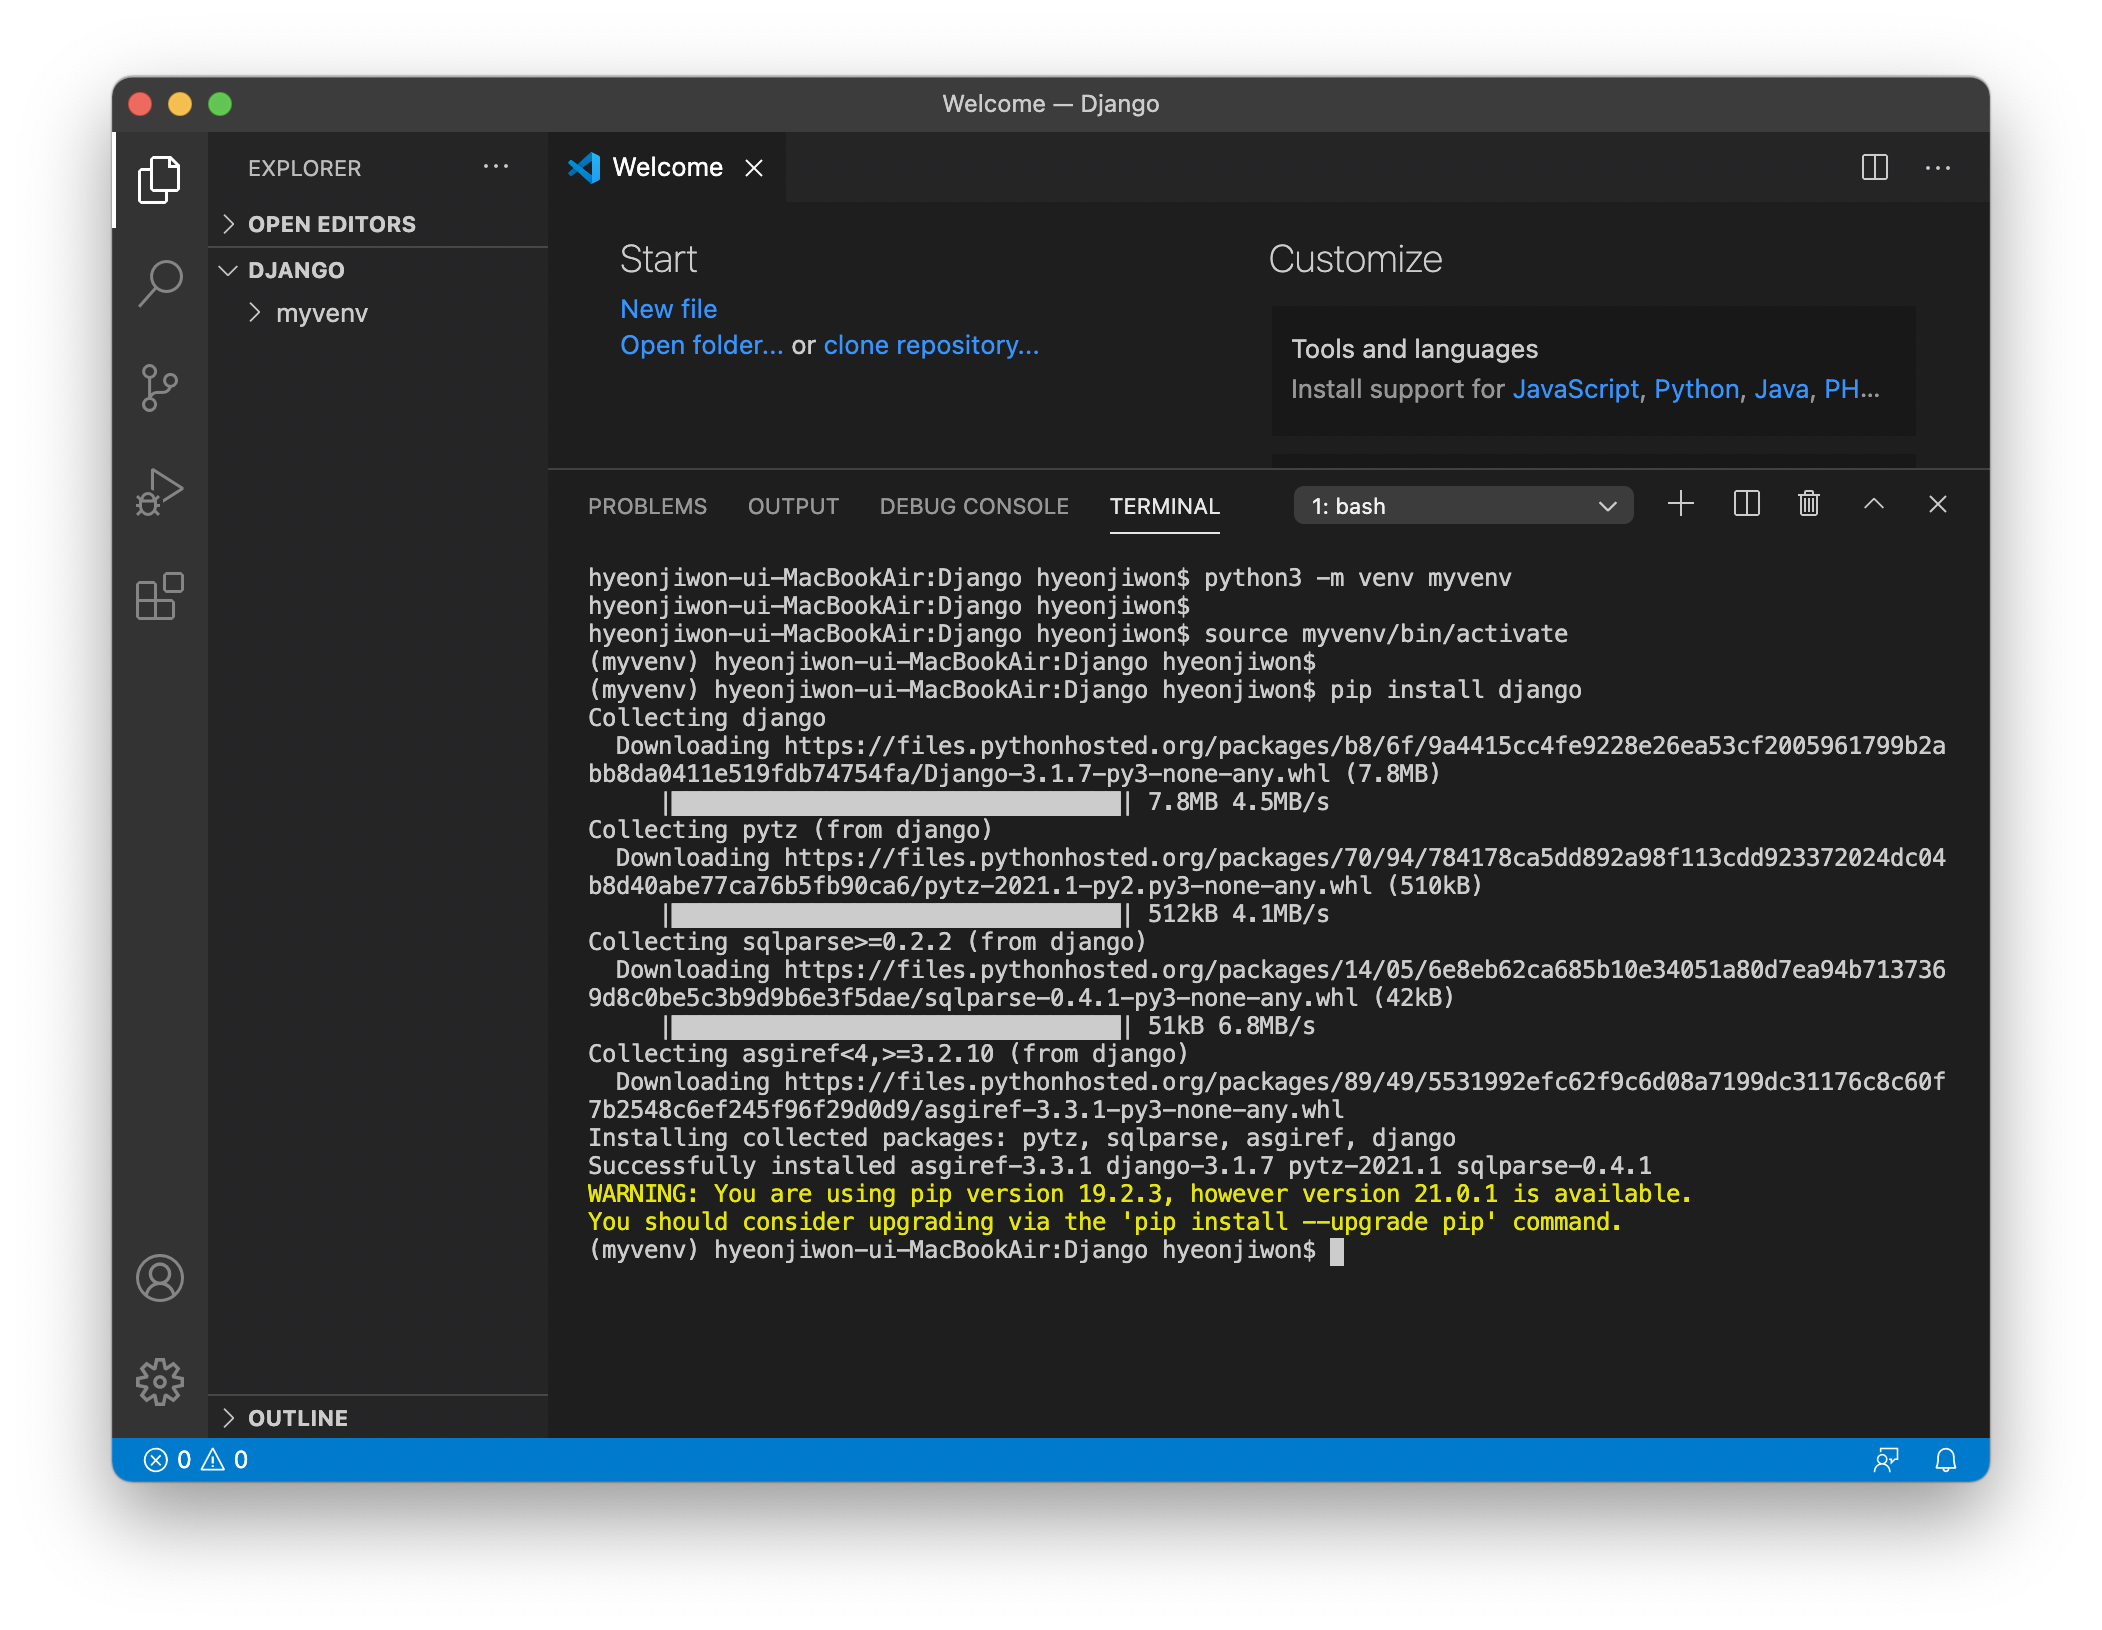 Welcome — Django
EXPLORER
OPEN EDITORS
DJANGO
myvenv
OUTLINE
Welcome
Start
New file
Open folder... or clone repository...
Customize
Tools and languages
Install support for JavaScript, Python, Java, PH...
PROBLEMS OUTPUT DEBUG CONSOLE TERMINAL 1: bash
hyeonjiwon-ui-MacBookAir:Django hyeonjiwon$ python3 -m venv myvenv
hyeonjiwon-ui-MacBookAir:Django hyeonjiwon$
hyeonjiwon-ui-MacBookAir:Django hyeonjiwon$ source myvenv/bin/activate
(myvenv) hyeonjiwon-ui-MacBookAir:Django hyeonjiwon$
(myvenv) hyeonjiwon-ui-MacBookAir:Django hyeonjiwon$ pip install django
Collecting django
  Downloading https://files.pythonhosted.org/packages/b8/6f/9a4415cc4fe9228e26ea53cf2005961799b2a
bb8da0411e519fdb74754fa/Django-3.1.7-py3-none-any.whl (7.8MB)
| | 7.8MB 4.5MB/s
Collecting pytz (from django)
  Downloading https://files.pythonhosted.org/packages/70/94/784178ca5dd892a98f113cdd923372024dc04
b8d40abe77ca76b5fb90ca6/pytz-2021.1-py2.py3-none-any.whl (510kB)
| | 512kB 4.1MB/s
Collecting sqlparse>=0.2.2 (from django)
  Downloading https://files.pythonhosted.org/packages/14/05/6e8eb62ca685b10e34051a80d7ea94b713736
9d8c0be5c3b9d9b6e3f5dae/sqlparse-0.4.1-py3-none-any.whl (42kB)
| | 51kB 6.8MB/s
Collecting asgiref<4,>=3.2.10 (from django)
  Downloading https://files.pythonhosted.org/packages/89/49/5531992efc62f9c6d08a7199dc31176c8c60f
7b2548c6ef245f96f29d0d9/asgiref-3.3.1-py3-none-any.whl
Installing collected packages: pytz, sqlparse, asgiref, django
Successfully installed asgiref-3.3.1 django-3.1.7 pytz-2021.1 sqlparse-0.4.1
WARNING: You are using pip version 19.2.3, however version 21.0.1 is available.
You should consider upgrading via the 'pip install --upgrade pip' command.
(myvenv) hyeonjiwon-ui-MacBookAir:Django hyeonjiwon$
0 0